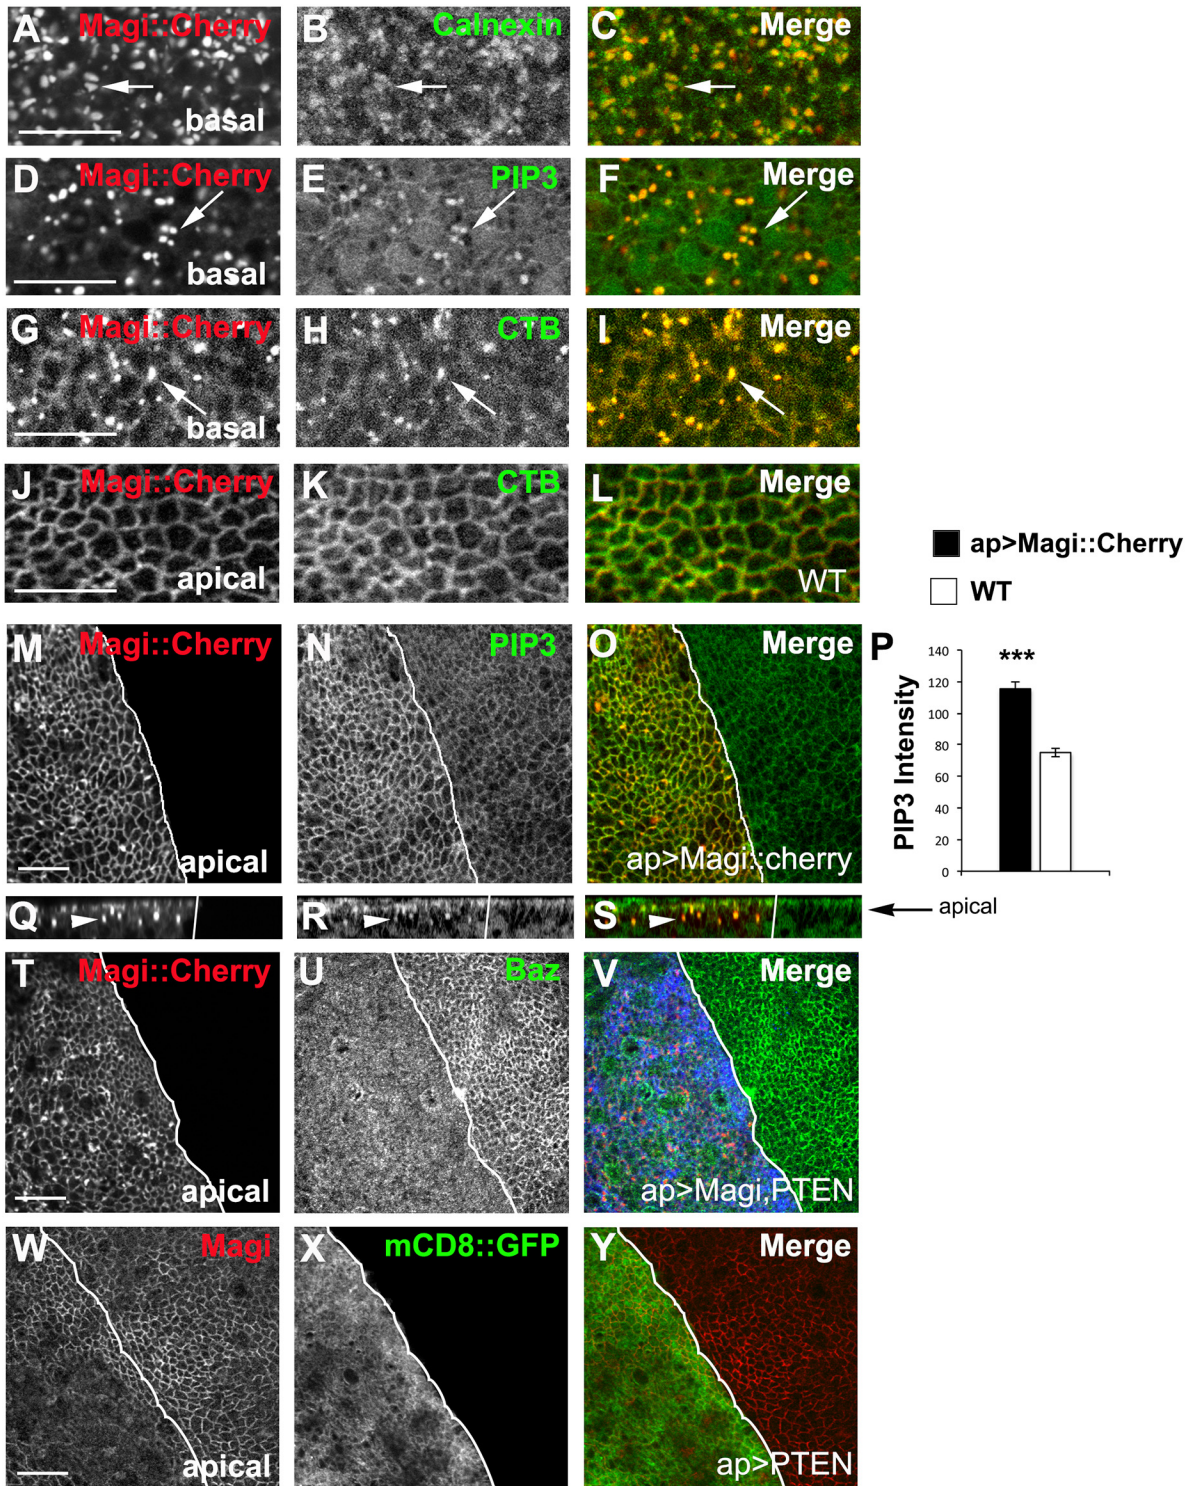 A Magi::Cherry basal
B Calnexin
C Merge
D Magi::Cherry basal
E PIP3
F Merge
G Magi::Cherry basal
H CTB
I Merge
J Magi::Cherry apical
K CTB
L Merge WT
ap>Magi::Cherry
WT
M Magi::Cherry apical
N PIP3
O Merge ap>Magi::cherry
P
***
PIP3 Intensity
140
120
100
80
60
40
20
0
Q
R
S
apical
T Magi::Cherry apical
U Baz
V Merge ap>Magi,PTEN
W Magi apical
X mCD8::GFP
Y Merge ap>PTEN